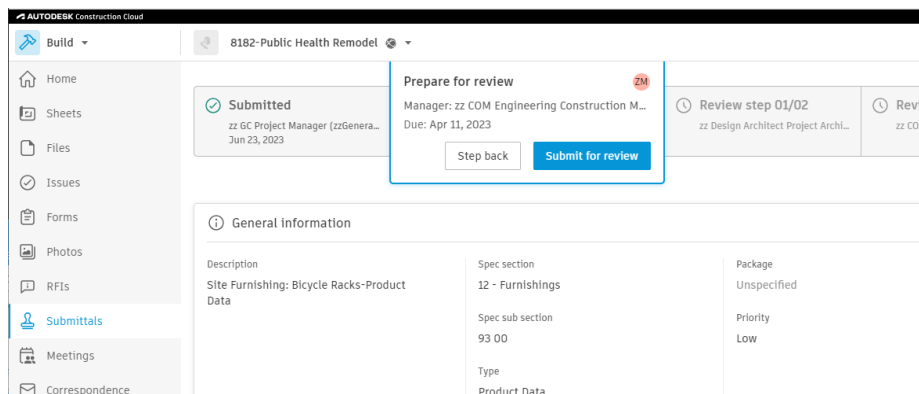 AUTODESK Construction Cloud
Build
8182-Public Health Remodel
Home
Sheets
Files
Issues
Forms
Photos
RFIs
Submittals
Meetings
Correspondence
Submitted
zz GC Project Manager (zzGenera...
Jun 23, 2023
Prepare for review
ZM
Manager: zz COM Engineering Construction M...
Due: Apr 11, 2023
Step back
Submit for review
Review step 01/02
zz Design Architect Project Archi...
Rev
zz CO
General information
Description
Site Furnishing: Bicycle Racks-Product
Data
Spec section
12 - Furnishings
Spec sub section
93 00
Type
Product Data
Package
Unspecified
Priority
Low